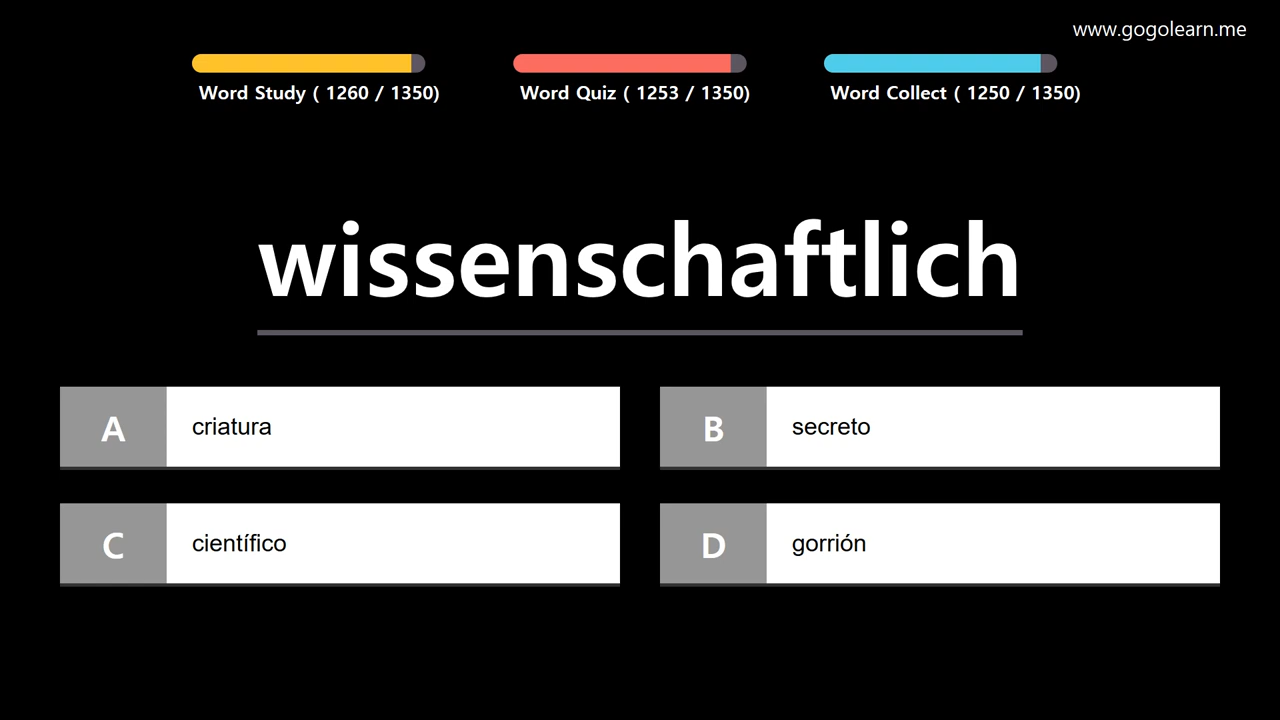 www.gogolearn.me
Word Study ( 1260 / 1350)
Word Quiz ( 1253 / 1350)
Word Collect ( 1250 / 1350)
wissenschaftlich
A
criatura
B
secreto
C
científico
D
gorrión